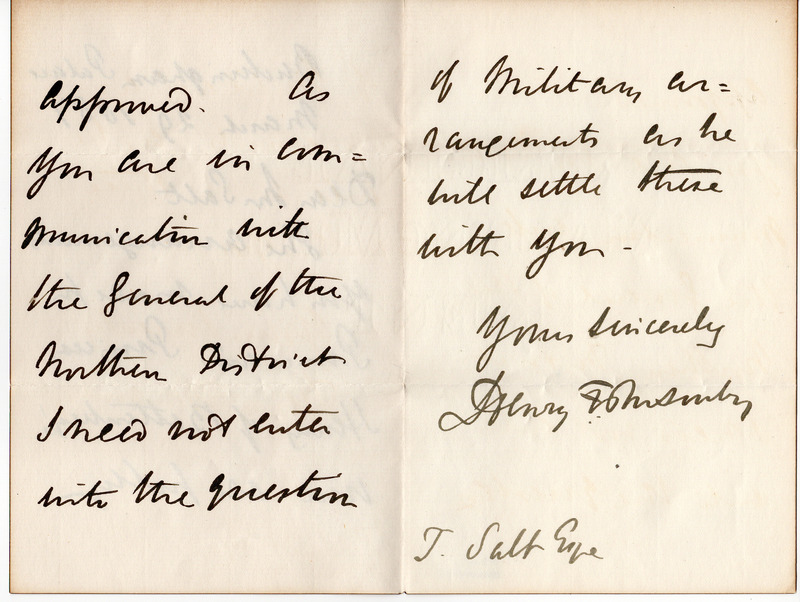 approved. As
you are in com=
munication with
the General of the
Northern District
I need not enter
into the question
of Military ar=
rangements as he
will settle these
with you -
Yours Sincerely
Henry F Ponsonby
T. Salt Esqe